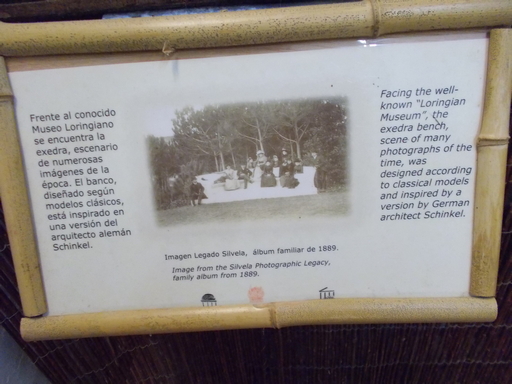 Frente al conocido
Museo Loringiano
se encuentra la
exedra, escenario
de numerosas
imágenes de la
época. El banco,
diseñado según
modelos clásicos,
está inspirado en
una versión del
arquitecto alemán
Schinkel.
Imagen Legado Silvela, álbum familiar de 1889.
Image from the Silvela Photographic Legacy,
family album from 1889.
Facing the well-
known "Loringian
Museum", the
exedra bench,
scene of many
photographs of the
time, was
designed according
to classical models
and inspired by a
version by German
architect Schinkel.